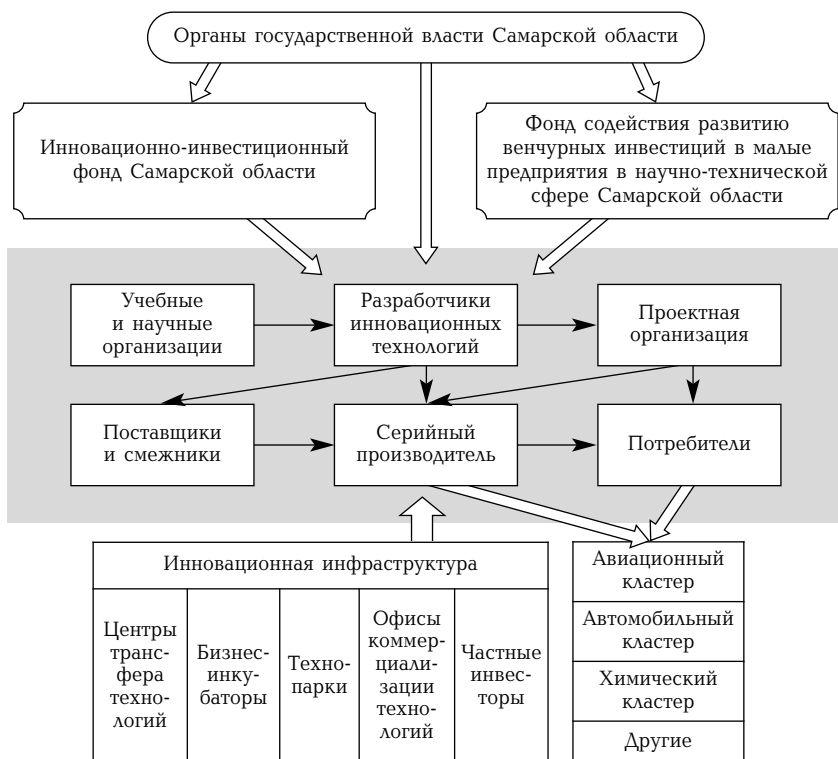 Органы государственной власти Самарской области
Инновационно-инвестиционный
фонд Самарской области
Фонд содействия развитию
венчурных инвестиций в малые
предприятия в научно-технической
сфере Самарской области
Учебные
и научные
организации
Разработчики
инновационных
технологий
Проектная
организация
Поставщики
и смежники
Серийный
производитель
Потребители
Инновационная инфраструктура
Центры
транс-
фера
техно-
логий
Бизнес-
инку-
баторы
Техно-
парки
Офисы
коммер-
циализи-
зации
техно-
логий
Частные
инвес-
торы
Авиационный
кластер
Автомобильный
кластер
Химический
кластер
Другие